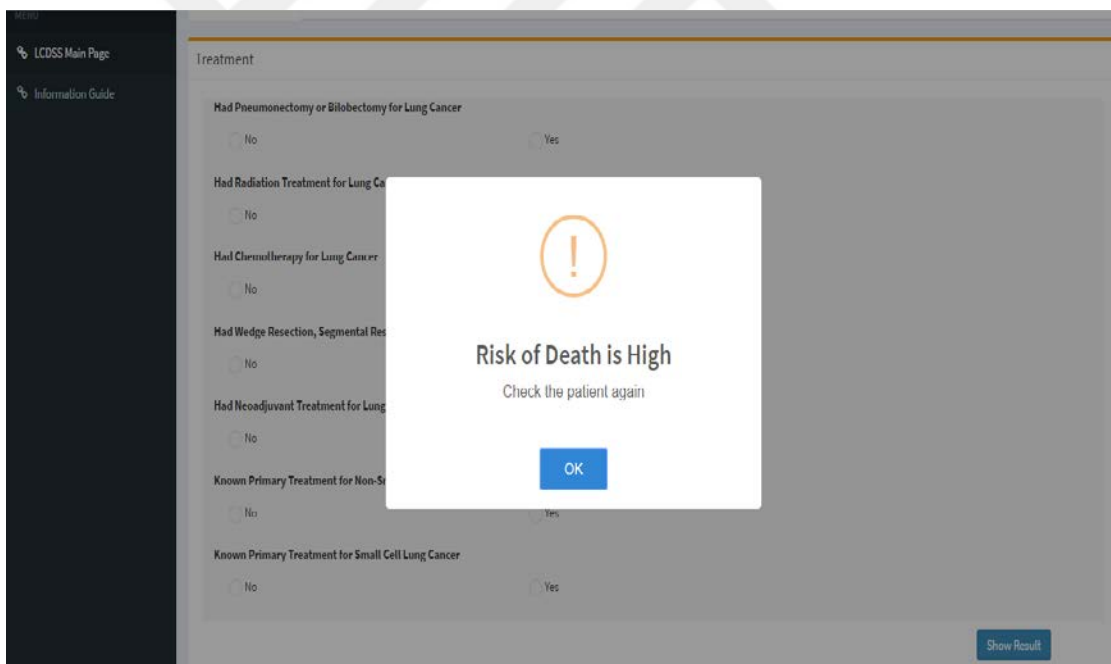 MENU
LCDSS Main Page
Information Guide
Treatment
Had Pneumonectomy or Bilobectomy for Lung Cancer
No Yes
Had Radiation Treatment for Lung Ca
No
Had Chemotherapy for Lung Cancer
No
Had Wedge Resection, Segmental Res
No
Had Neoadjuvant Treatment for Lung
No
Known Primary Treatment for Non-Sr
No Yes
Known Primary Treatment for Small Cell Lung Cancer
No Yes
Show Result
!
Risk of Death is High
Check the patient again
OK